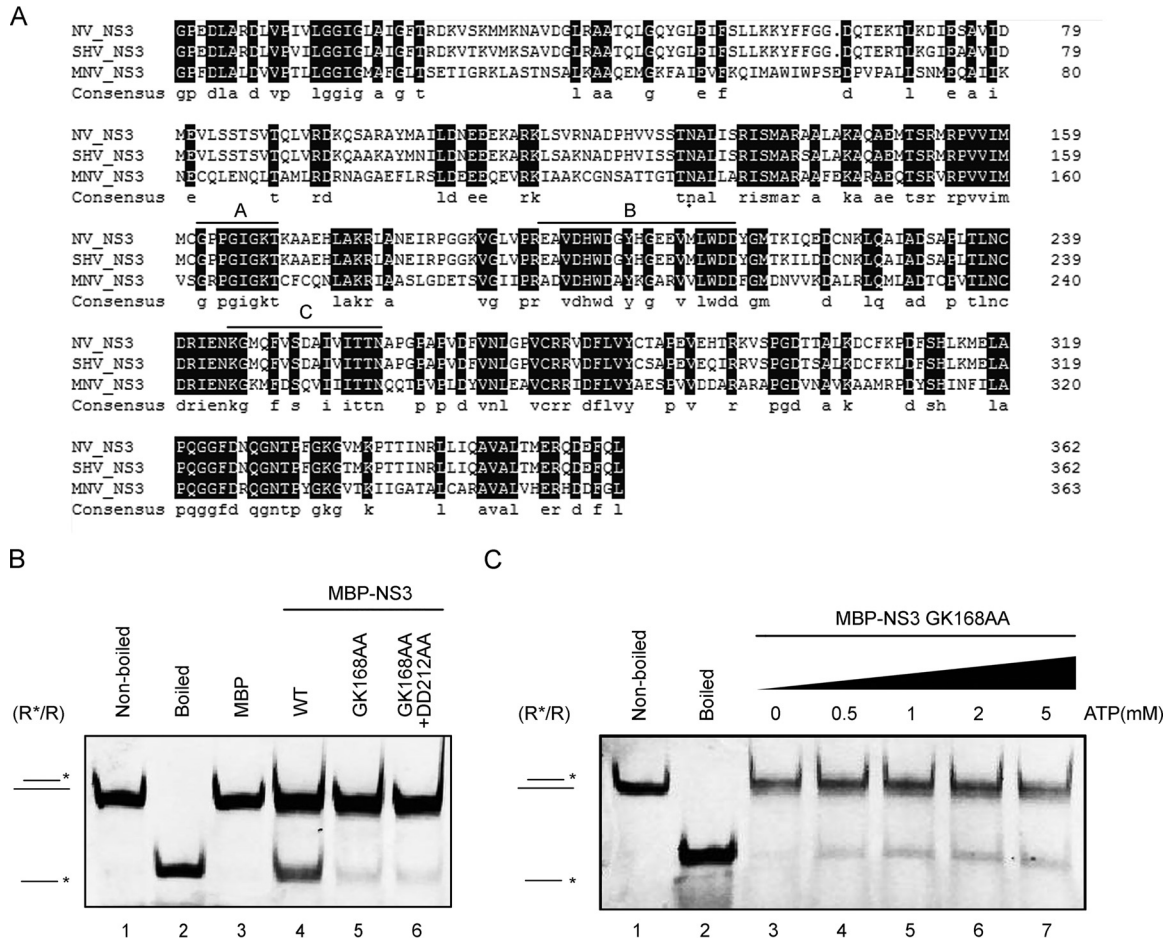 A
NV_NS3 GPEDLARDLVPIVLGGIGLAIGFTRDKVSKMMKNAVDGLRAATQLGQYGLEIFSLLKKYFFGG.DQTEKTLKDIESAVID 79
SHV_NS3 GPEDLARDLVPIVLGGIGLAIGFTRDKVTKVMKSAVDGLRAATQLGQYGLEIFSLLKKYFFGG.DQTERTLKGIEDAVID 79
MNV_NS3 GPFDLALDVVPTLLGGIGMAFGLTSETIGRKLASTNSALKAAQEMGKFAIEVFKQIMAWIWPSEDPVPALLSNMEQAIIK 80
Consensus gp dla d vp lggig a g t l aa g e f d l e a i
NV_NS3 MEVLSSTSVTQLVRDKQSARAYMAILDNEEEKARKLSVRNADPHVVSSTNALISRISMARAALAKAQAEMTSRMRPVVIM 159
SHV_NS3 MEVLSSTSVTQLVRDKQAAKAYMNILDNEEEKARKLSAKNADPHVISSTNALISRISMARSALAKAQAEMTSRMRPVVIM 159
MNV_NS3 NECQLENQLTAMLRDRNAGAEFLRSLDEEEQEVRKIAAKCGNSATTGTTNALLARISMARAAFEKARAEQTSRVRPVVIM 160
Consensus e t rd ld ee rk tnal rismar a ka ae tsr rpvvim
A B
NV_NS3 MCGPPGIGKTKAAEHLAKRLANEIRPGGKVGLVPREAVDHWDGYHGEEVMLWDDYGMTKIQEDCNKLQAIADSAPLTLNC 239
SHV_NS3 MCGPPGIGKTKAAEHLAKRLANEIRPGGKVGLVPREAVDHWDGYHGEEVMLWDDYGMTKILDDCNKLQAIADSAPLTLNC 239
MNV_NS3 VSGRPGIGKTCFCQNLAKRIAASLGDETSVGIIPRADVDHWDAYKGARVVLWDDFGMDNVVKDALRLQMLADTCPVTLNC 240
Consensus g pgigkt lakr a vg pr vdhwd y g v lwdd gm d lq ad p tlnc
C
NV_NS3 DRIENKGMQFVSDAIVITTNAPGPAPVDFVNLGPVCRRVDFLVYCTAPEVEHTRKVSPGDTTALKDCFKPDFSHLKMELA 319
SHV_NS3 DRIENKGMQFVSDAIVITTNAPGPAPVDFVNLGPVCRRVDFLVYCSAPEVEQIRRVSPGDTSALKDCFKLDFSHLKMELA 319
MNV_NS3 DRIENKGKMFDSQVIIITTNQQTPVPLDYVNLEAVCRRIDFLVYAESPVVDDARARAPGDVNAVKAAMRPDYSHINFILA 320
Consensus drienkg f s i ittn p p d vnl vcrr dflvy p v r pgd a k d sh la
NV_NS3 PQGGFDNQGNTPFGKGVMKPTTINRLLIQAVALTMERQDEFQL 362
SHV_NS3 PQGGFDNQGNTPFGKGTMKPTTINRLLIQAVALTMERQDEFQL 362
MNV_NS3 PQGGFDRQGNTPYGKGVTKIIGATALCARAVALVHERHDDFGL 363
Consensus pqggfd qgntp gkg k l aval er d f l
B
MBP-NS3
(R*/R) Non-boiled Boiled MBP WT GK168AA GK168AA +DD212AA
*
*
1 2 3 4 5 6
C
MBP-NS3 GK168AA
(R*/R) Non-boiled Boiled 0 0.5 1 2 5 ATP(mM)
*
*
1 2 3 4 5 6 7